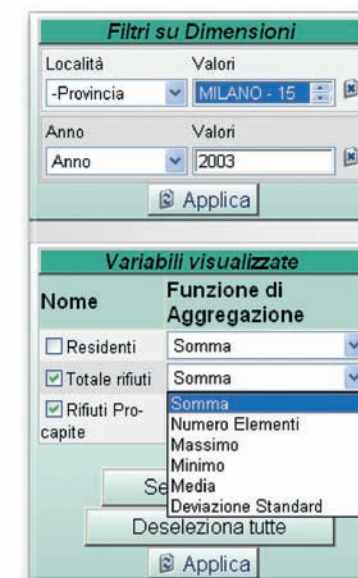 Filtri su Dimensioni
Località Valori
-Provincia MILANO - 15
Anno Valori
Anno 2003
Applica
Variabili visualizzate
Nome Funzione di Aggregazione
Residenti Somma
Totale rifiuti Somma
Rifiuti Pro-capite
Somma
Numero Elementi
Massimo
Minimo
Media
Deviazione Standard
Se
Deseleziona tutte
Applica